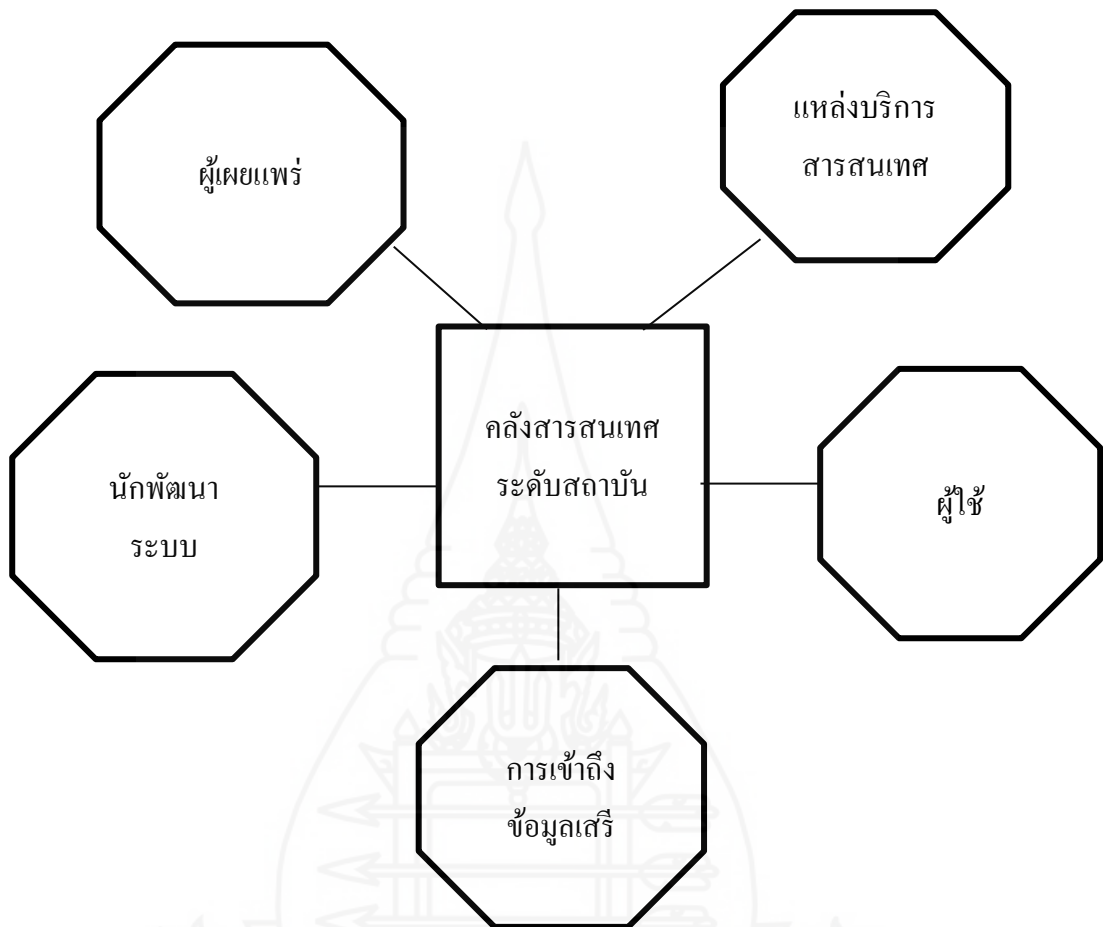 ผู้เผยแพร่
แหล่งบริการ
สารสนเทศ
คลังสารสนเทศ
ระดับสถาบัน
นักพัฒนา
ระบบ
ผู้ใช้
การเข้าถึง
ข้อมูลเสรี